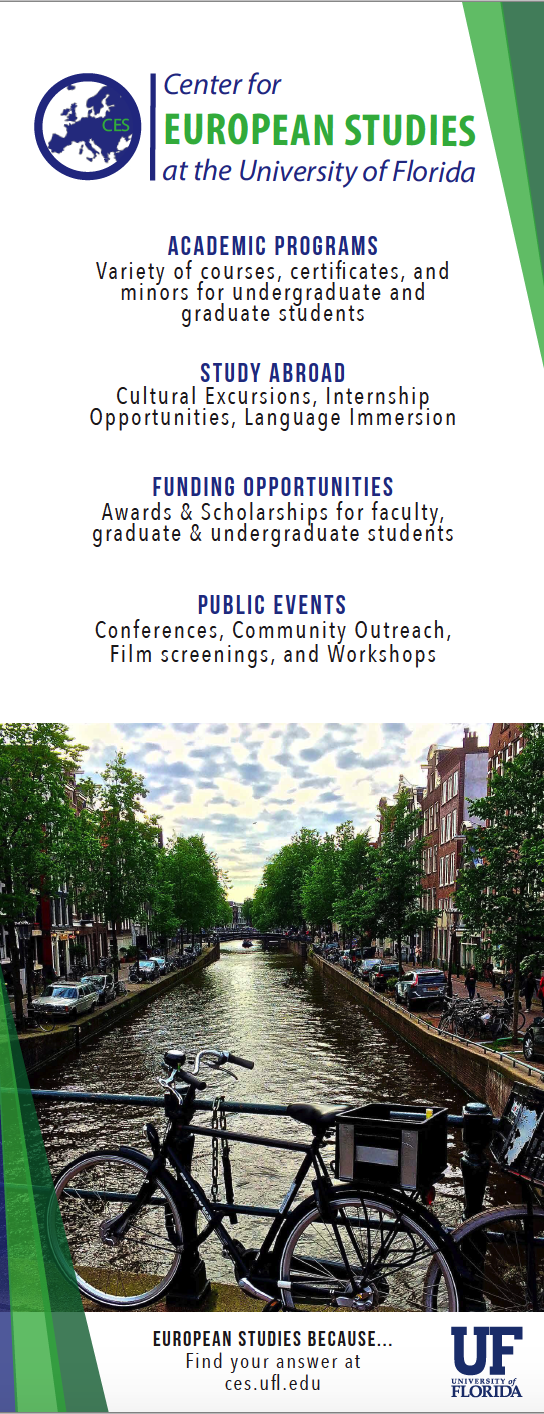 Center for
CES
EUROPEAN STUDIES
at the University of Florida
ACADEMIC PROGRAMS
Variety of courses, certificates, and
minors for undergraduate and
graduate students
STUDY ABROAD
Cultural Excursions, Internship
Opportunities, Language Immersion
FUNDING OPPORTUNITIES
Awards & Scholarships for faculty,
graduate & undergraduate students
PUBLIC EVENTS
Conferences, Community Outreach,
Film screenings, and Workshops
EUROPEAN STUDIES BECAUSE...
Find your answer at
ces.ufl.edu
UF
UNIVERSITY of
FLORIDA